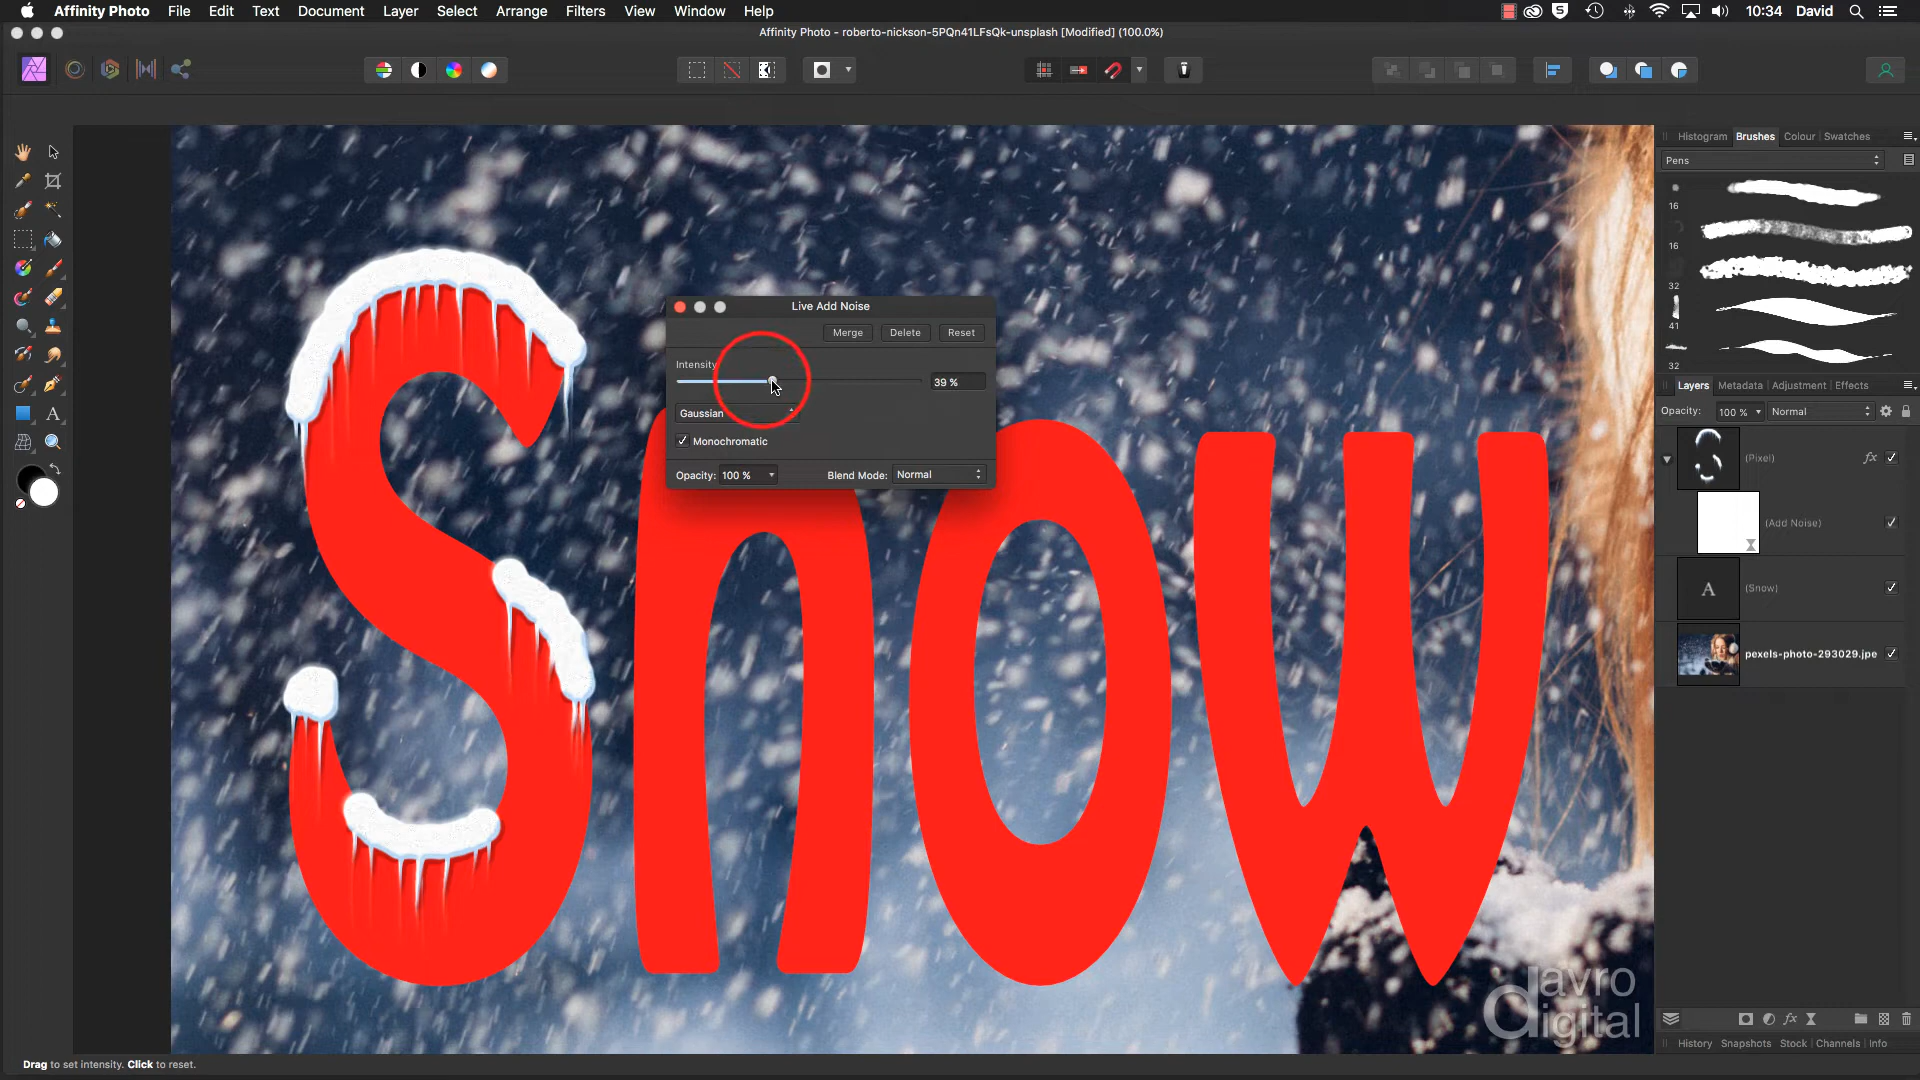 Affinity Photo File Edit Text Document Layer Select Arrange Filters View Window Help
10:34 David
Affinity Photo - roberto-nickson-5PQn41LFsQk-unsplash [Modified] (100.0%)
Histogram Brushes Colour Swatches
Pens
16
16
32
41
32
Live Add Noise
Merge Delete Reset
Intensity
39 %
Gaussian
Monochromatic
Opacity: 100 % Blend Mode: Normal
Layers Metadata Adjustment Effects
Opacity: 100 % Normal
(Pixel) fx
(Add Noise)
A (Snow)
pexels-photo-293029.jpe
Snow
davro
digital
fx
History Snapshots Stock Channels Info
Drag to set intensity. Click to reset.